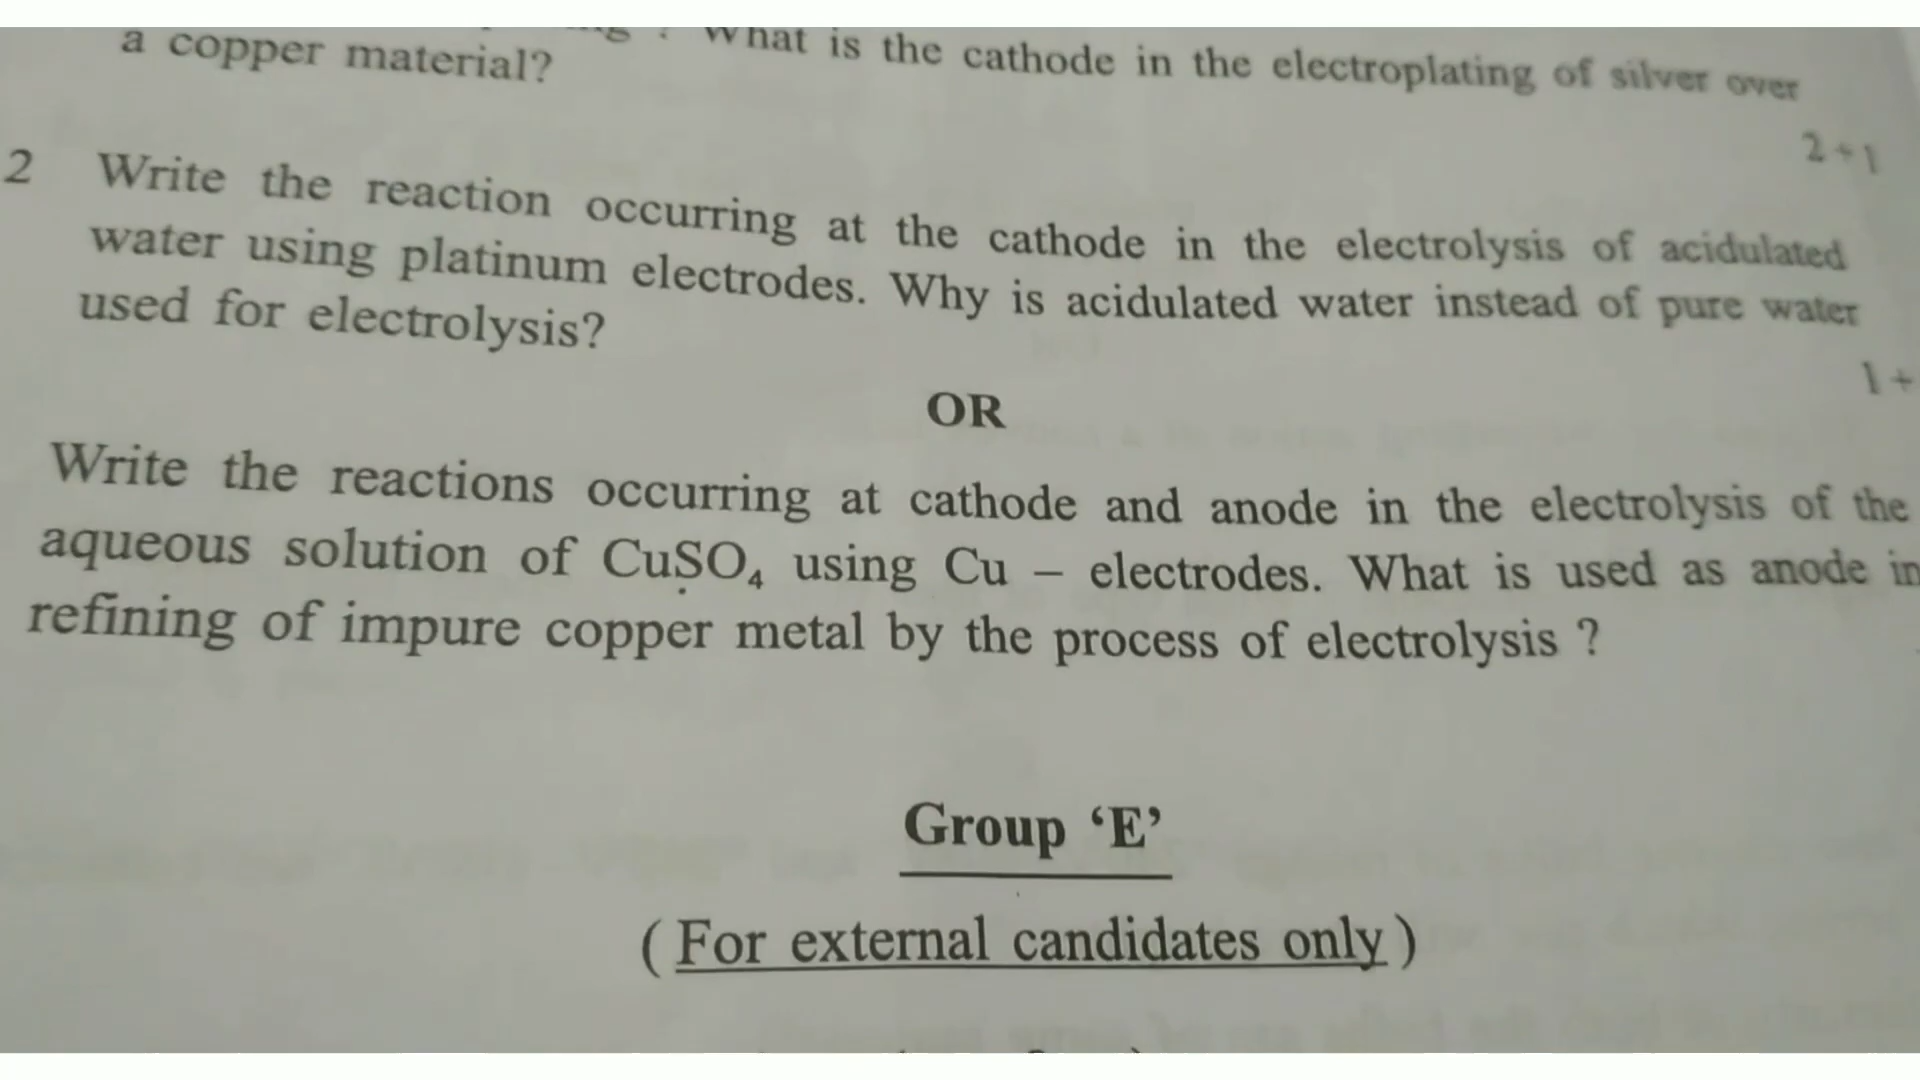 What is the cathode in the electroplating of silver over
a copper material?
2+1
2 Write the reaction occurring at the cathode in the electrolysis of acidulated
water using platinum electrodes. Why is acidulated water instead of pure water
used for electrolysis?
1+
OR
Write the reactions occurring at cathode and anode in the electrolysis of the
aqueous solution of CuSO₄ using Cu – electrodes. What is used as anode in
refining of impure copper metal by the process of electrolysis ?
Group ‘E’
(For external candidates only)